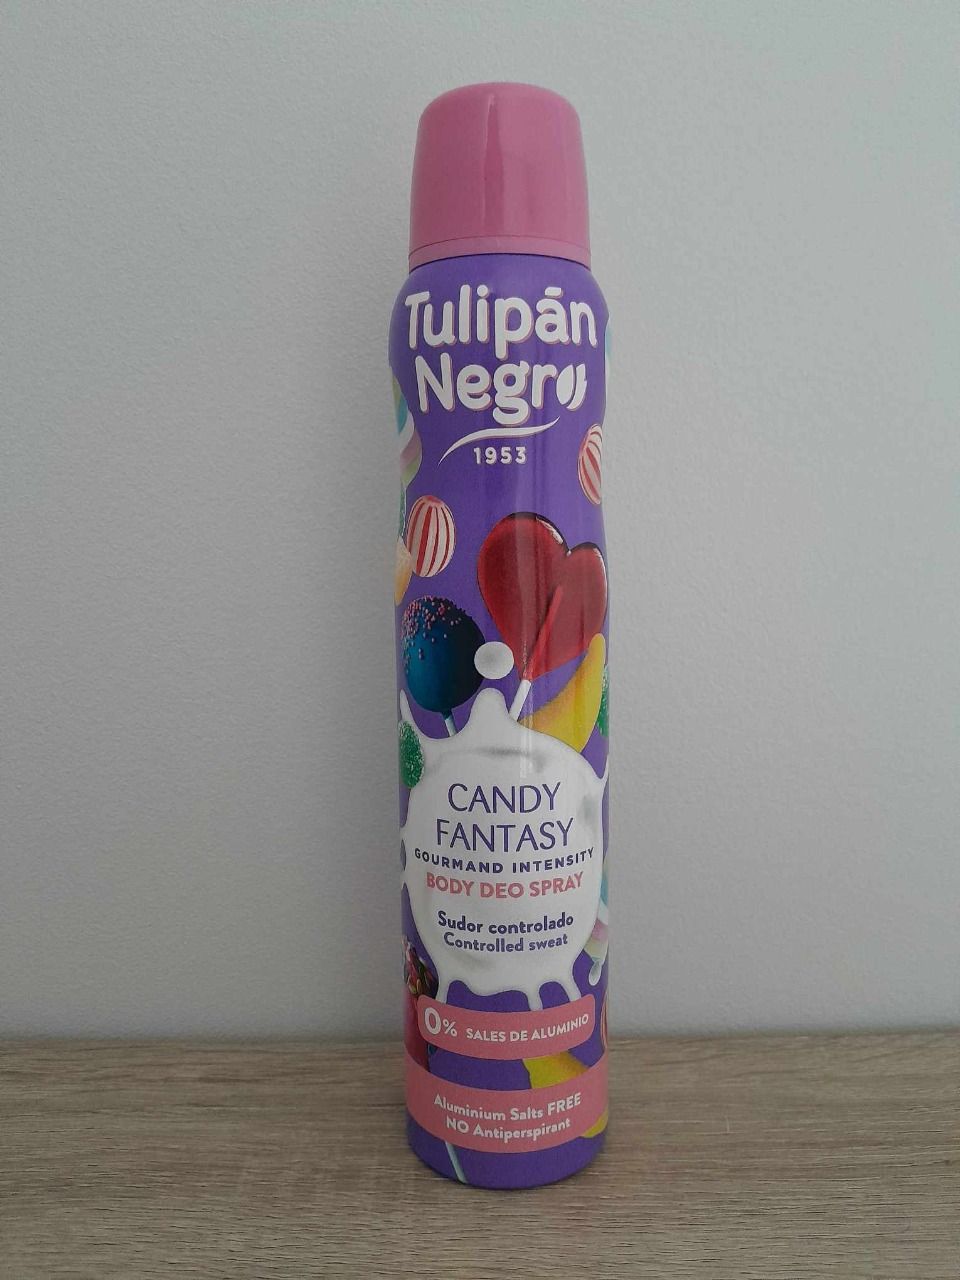 Tulipán
Negro
1953
CANDY
FANTASY
GOURMAND INTENSITY
BODY DEO SPRAY
Sudor controlado
Controlled sweat
0% SALES DE ALUMINIO
Aluminium Salts FREE
NO Antiperspirant